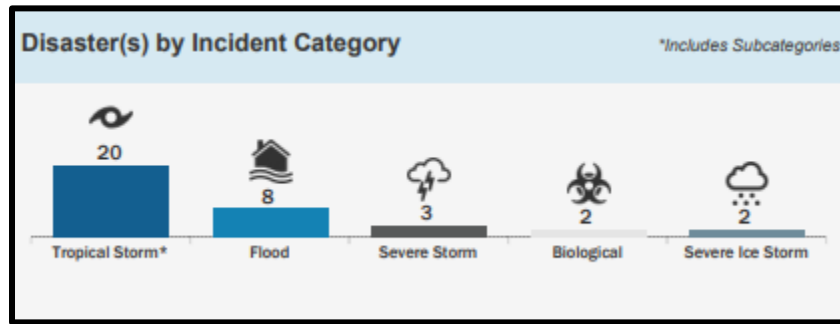 Disaster(s) by Incident Category
*Includes Subcategories
20
8
3
2
2
Tropical Storm*
Flood
Severe Storm
Biological
Severe Ice Storm